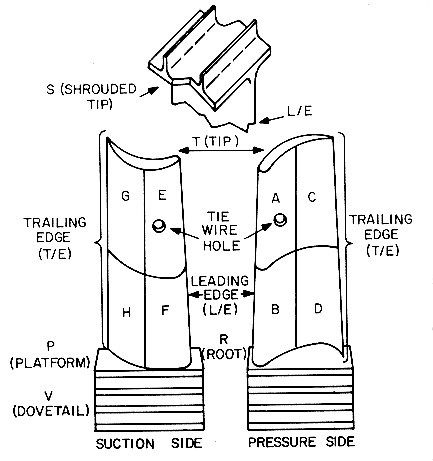 S (SHROUDED
TIP)
L/E
T (TIP)
G
E
A
C
TRAILING
EDGE
(T/E)
TIE
WIRE
HOLE
TRAILING
EDGE
(T/E)
LEADING
EDGE
(L/E)
H
F
B
D
P
(PLATFORM)
R
(ROOT)
V
(DOVETAIL)
SUCTION SIDE
PRESSURE SIDE